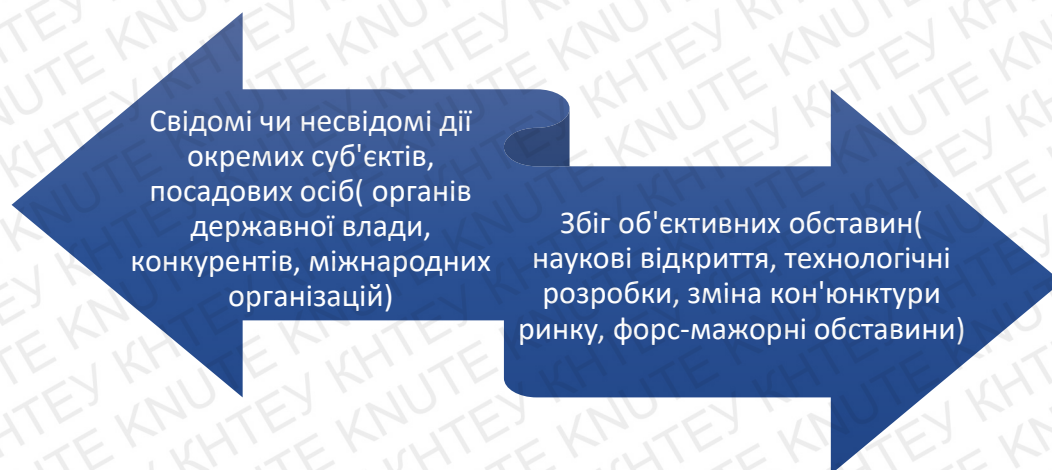 Свідомі чи несвідомі дії
окремих суб'єктів,
посадових осіб( органів
державної влади,
конкурентів, міжнародних
організацій)
Збіг об'єктивних обставин(
наукові відкриття, технологічні
розробки, зміна кон'юнктури
ринку, форс-мажорні обставини)